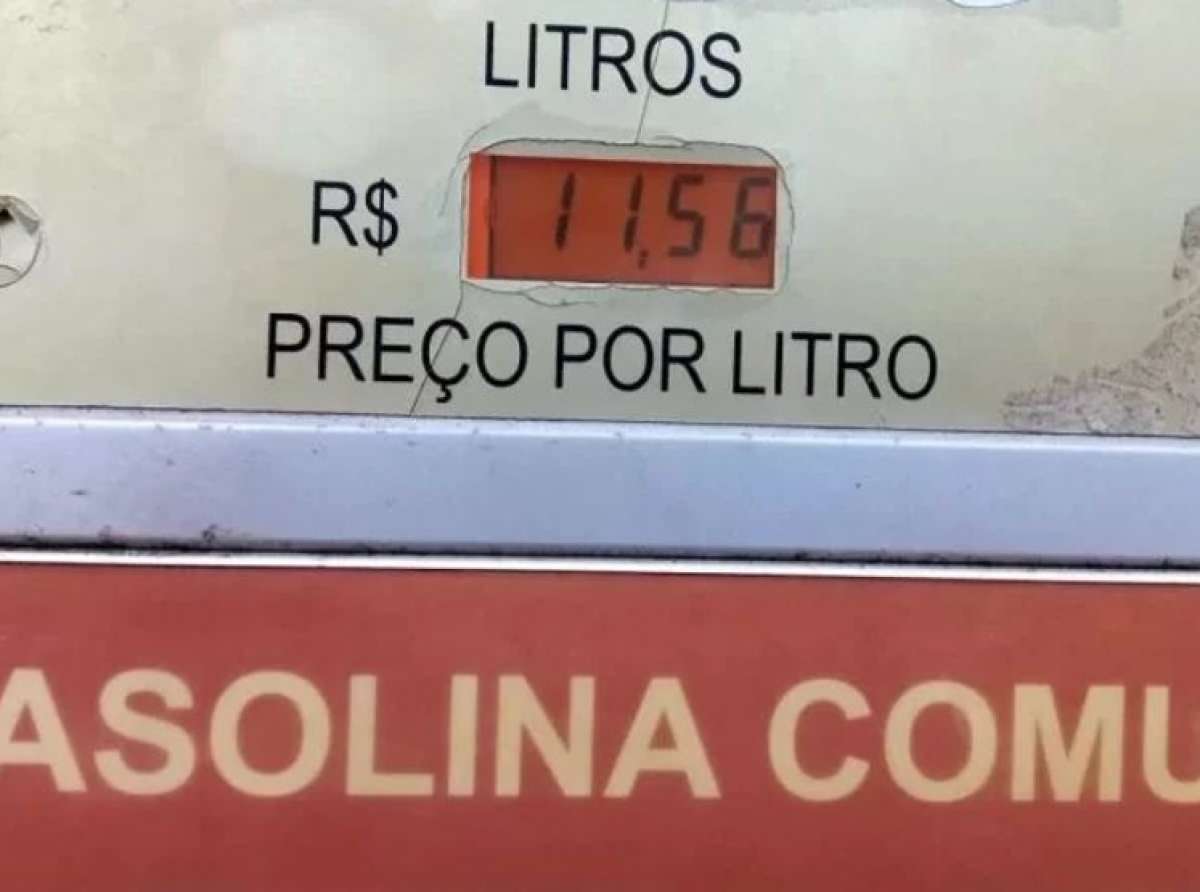 LITROS
R$ 11,56
PREÇO POR LITRO
ASOLINA COMU